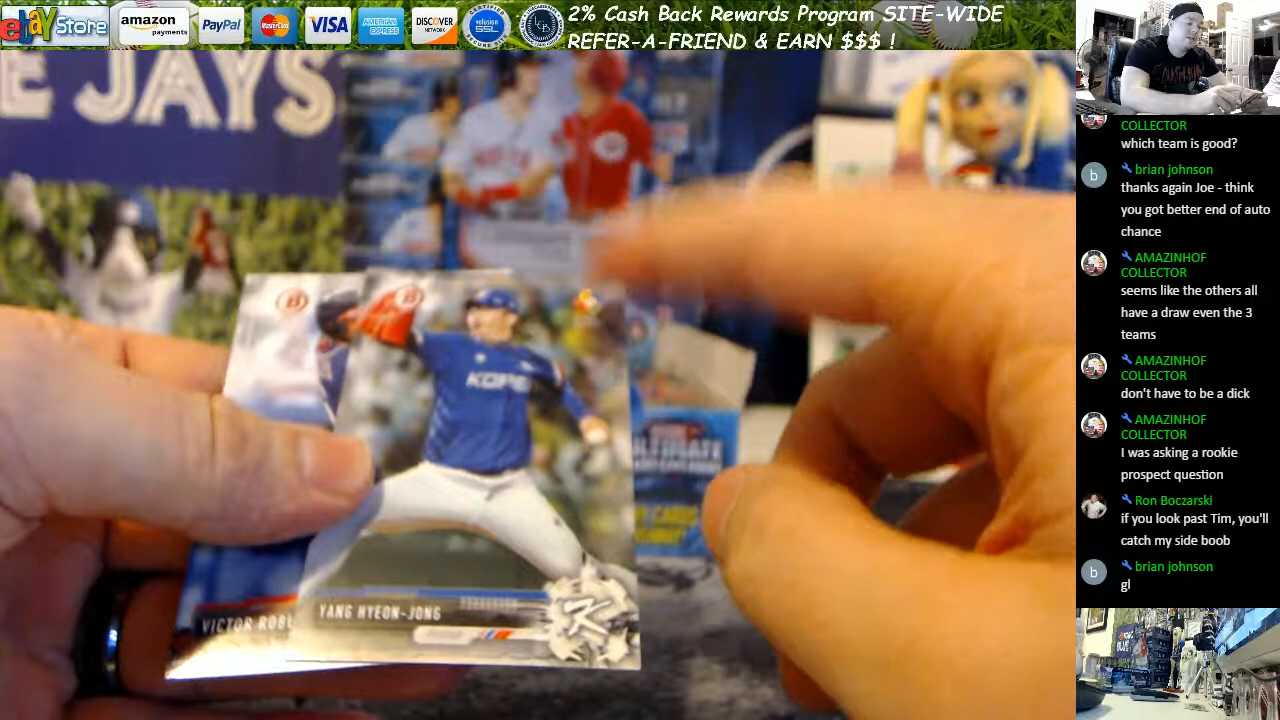 ebay Store
amazon payments
PayPal
MasterCard
VISA
AMERICAN EXPRESS
DISCOVER NETWORK
volusion SSL
2% Cash Back Rewards Program SITE-WIDE
REFER-A-FRIEND & EARN $$$ !
E JAYS
KORE
ULTIMATE
YANG HYEON-JONG
VICTOR ROBL
COLLECTOR
which team is good?
b
brian johnson
thanks again Joe - think
you got better end of auto
chance
AMAZINHOF
COLLECTOR
seems like the others all
have a draw even the 3
teams
AMAZINHOF
COLLECTOR
don't have to be a dick
AMAZINHOF
COLLECTOR
I was asking a rookie
prospect question
Ron Boczarski
if you look past Tim, you'll
catch my side boob
b
brian johnson
gl